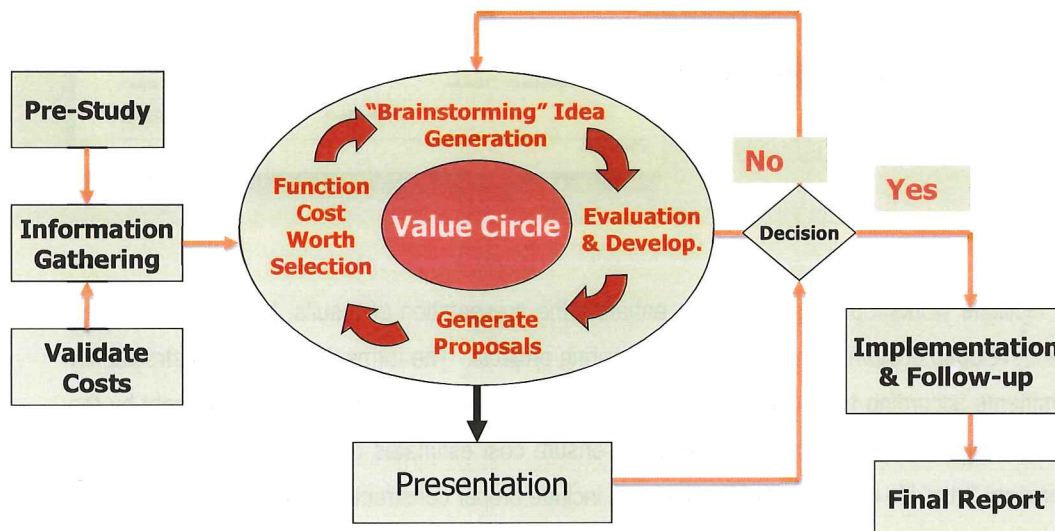 Pre-Study
Information
Gathering
Validate
Costs
“Brainstorming” Idea
Generation
Function
Cost
Worth
Selection
Value Circle
Evaluation
& Develop.
Generate
Proposals
Presentation
No
Yes
Decision
Implementation
& Follow-up
Final Report